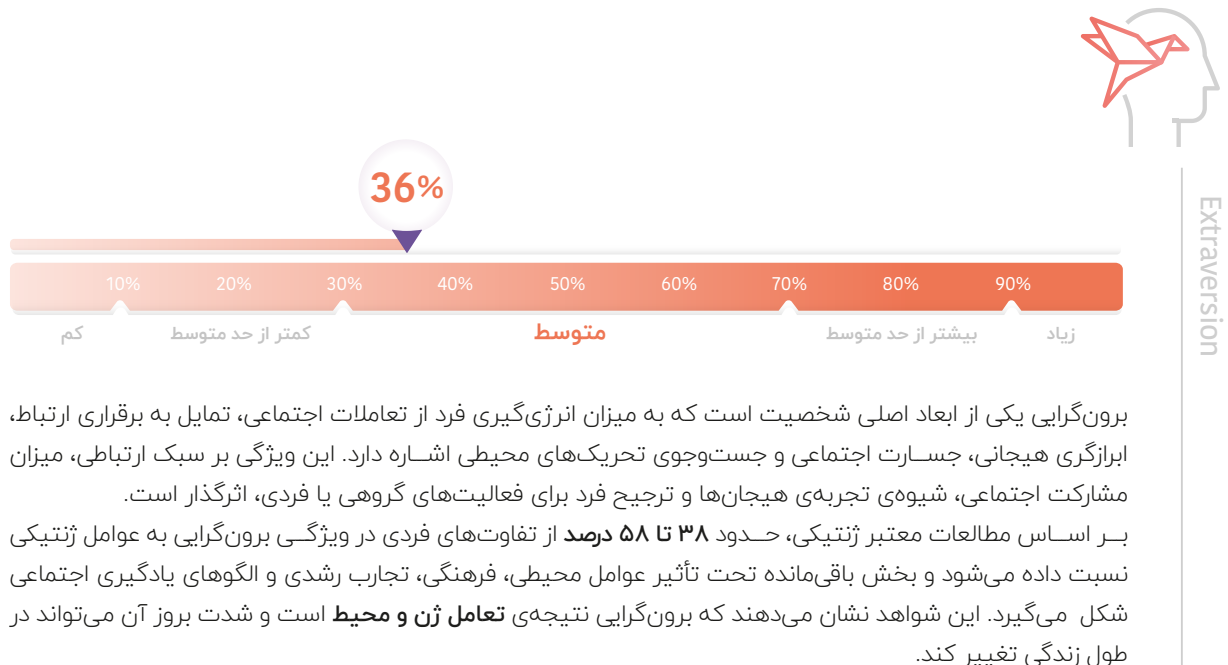 Extraversion
36%
10% 20% 30% 40% 50% 60% 70% 80% 90%
کم کمتر از حد متوسط متوسط بیشتر از حد متوسط زیاد
برون‌گرایی یکی از ابعاد اصلی شخصیت است که به میزان انرژی‌گیری فرد از تعاملات اجتماعی، تمایل به برقراری ارتباط،
ابرازگری هیجانی، جســارت اجتماعی و جست‌وجوی تحریک‌های محیطی اشــاره دارد. این ویژگی بر سبک ارتباطی، میزان
مشارکت اجتماعی، شیوه‌ی تجربه‌ی هیجان‌ها و ترجیح فرد برای فعالیت‌های گروهی یا فردی، اثرگذار است.
بــر اســاس مطالعات معتبر ژنتیکی، حــدود ۳۸ تا ۵۸ درصد از تفاوت‌های فردی در ویژگــی برون‌گرایی به عوامل ژنتیکی
نسبت داده می‌شود و بخش باقی‌مانده تحت تأثیر عوامل محیطی، فرهنگی، تجارب رشدی و الگوهای یادگیری اجتماعی
شکل می‌گیرد. این شواهد نشان می‌دهند که برون‌گرایی نتیجه‌ی تعامل ژن و محیط است و شدت بروز آن می‌تواند در
طول زندگی تغییر کند.